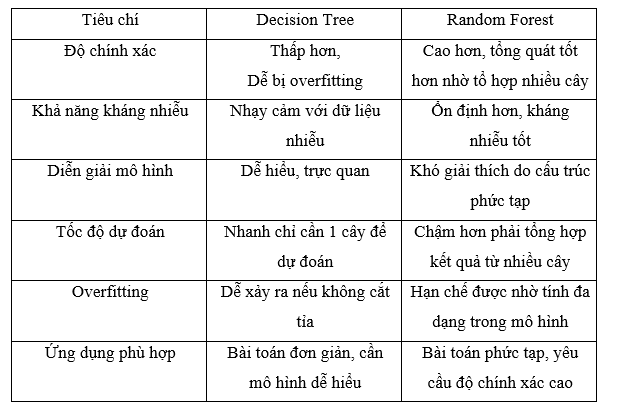 Tiêu chí Decision Tree Random Forest
Độ chính xác Thấp hơn, Cao hơn, tổng quát tốt
Dễ bị overfitting hơn nhờ tổ hợp nhiều cây
Khả năng kháng nhiễu Nhạy cảm với dữ liệu Ổn định hơn, kháng
nhiễu nhiễu tốt
Diễn giải mô hình Dễ hiểu, trực quan Khó giải thích do cấu trúc
phức tạp
Tốc độ dự đoán Nhanh chỉ cần 1 cây để Chậm hơn phải tổng hợp
dự đoán kết quả từ nhiều cây
Overfitting Dễ xảy ra nếu không cắt Hạn chế được nhờ tính đa
tỉa dạng trong mô hình
Ứng dụng phù hợp Bài toán đơn giản, cần Bài toán phức tạp, yêu
mô hình dễ hiểu cầu độ chính xác cao